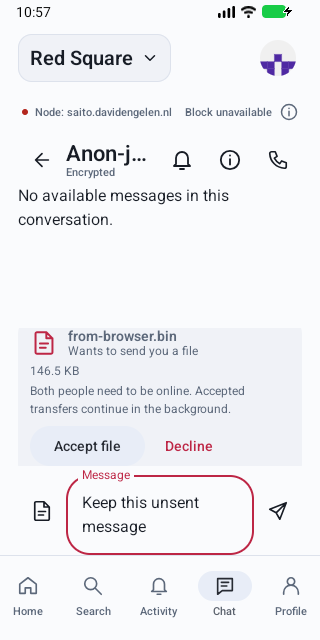 10:57
Red Square
Node: saito.davidengelen.nl
Block unavailable
Anon-j...
Encrypted
No available messages in this
conversation.
from-browser.bin
Wants to send you a file
146.5 KB
Both people need to be online. Accepted
transfers continue in the background.
Accept file
Decline
Message
Keep this unsent
message
Home
Search
Activity
Chat
Profile